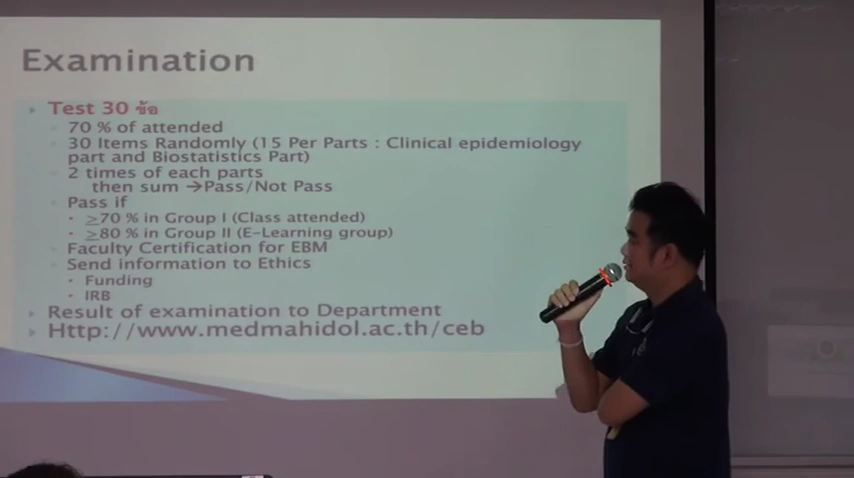 Examination
Test 30 ข้อ
70 % of attended
30 Items Randomly (15 Per Parts : Clinical epidemiology
part and Biostatistics Part)
2 times of each parts
then sum →Pass/Not Pass
Pass if
≥70 % in Group I (Class attended)
≥80 % in Group II (E-Learning group)
Faculty Certification for EBM
Send information to Ethics
Funding
IRB
Result of examination to Department
Http://www.medmahidol.ac.th/ceb